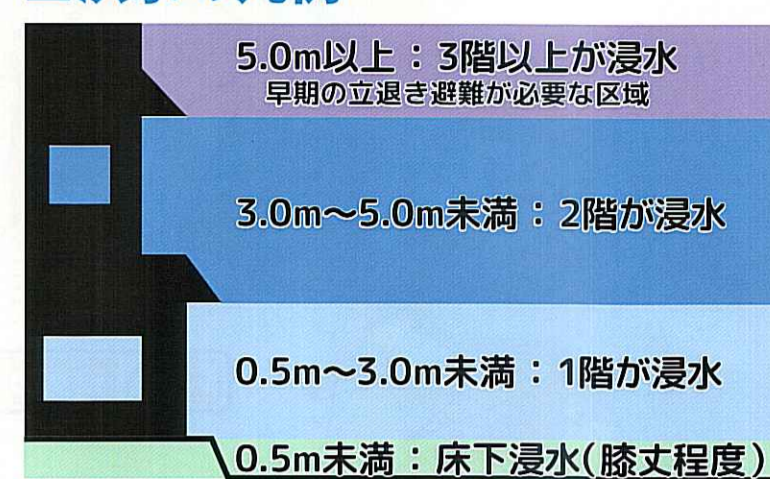 5.0m以上：3階以上が浸水
早期の立退き避難が必要な区域
3.0m～5.0m未満：2階が浸水
0.5m～3.0m未満：1階が浸水
0.5m未満：床下浸水(膝丈程度)